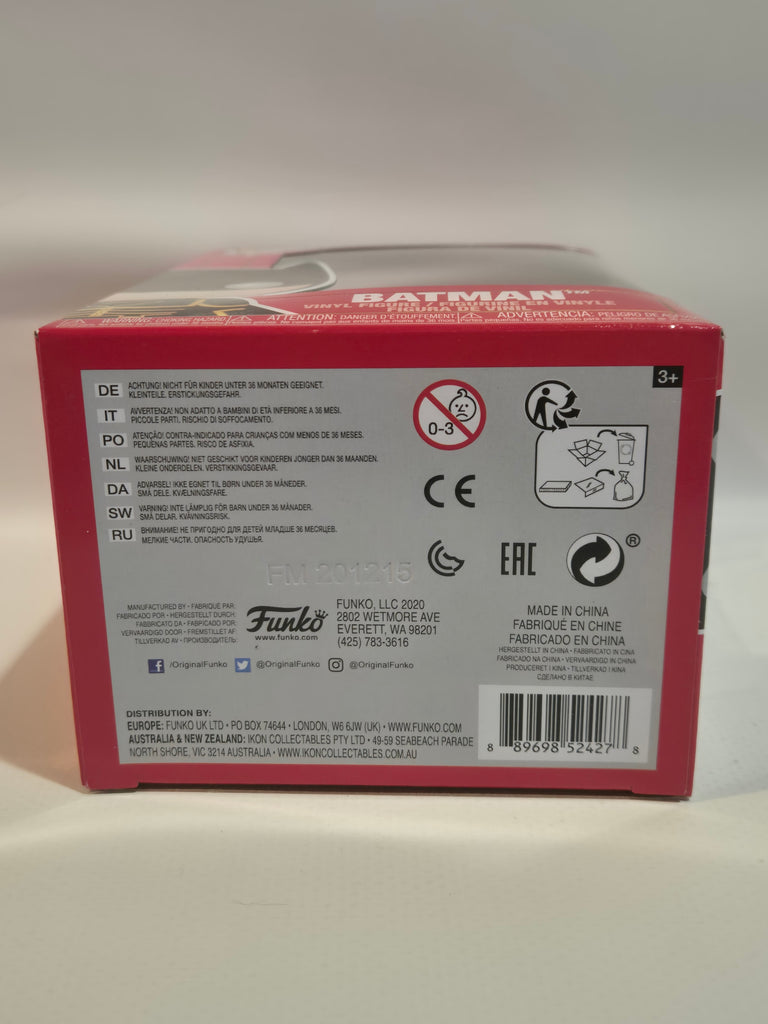 BATMAN™
VINYL FIGURE / FIGURINE EN VINYLE
FIGURA DE VINIL
WARNING: CHOKING HAZARD
ATTENTION: DANGER D'ÉTOUFFEMENT
ADVERTENCIA: PELIGRO DE
3+
DE ACHTUNG! NICHT FÜR KINDER UNTER 36 MONATEN GEEIGNET.
KLEINTEILE. ERSTICKUNGSGEFAHR.
IT AVVERTENZA! NON ADATTO A BAMBINI DI ETÀ INFERIORE A 36 MESI.
PICCOLE PARTI. RISCHIO DI SOFFOCAMENTO.
PO ATENÇÃO! CONTRA-INDICADO PARA CRIANÇAS COM MENOS DE 36 MESES.
PEQUENAS PARTES. RISCO DE ASFIXIA.
NL WAARSCHUWING! NIET GESCHIKT VOOR KINDEREN JONGER DAN 36 MAANDEN.
KLEINE ONDERDELEN. VERSTIKKINGSGEVAAR.
DA ADVARSEL! IKKE EGNET TIL BØRN UNDER 36 MÅNEDER.
SMÅ DELE. KVÆLNINGSFARE.
SW VARNING! INTE LÄMPLIG FÖR BARN UNDER 36 MÅNADER.
SMÅ DELAR. KVÄVNINGSRISK.
RU ВНИМАНИЕ! НЕ ПРИГОДНО ДЛЯ ДЕТЕЙ МЛАДШЕ 36 МЕСЯЦЕВ.
МЕЛКИЕ ЧАСТИ. ОПАСНОСТЬ УДУШЬЯ.
0-3
CE
EAC
®
FM 201215
MANUFACTURED BY • FABRIQUÉ PAR:
FABRICADO POR • HERGESTELLT DURCH:
FABBRICATO DA • FABRICADO POR:
VERVAARDIGD DOOR • FREMSTILLET AF:
TILLVERKAD AV • ПРОИЗВОДИТЕЛЬ:
Funko
www.funko.com
FUNKO, LLC 2020
2802 WETMORE AVE
EVERETT, WA 98201
(425) 783-3616
/OriginalFunko @OriginalFunko @OriginalFunko
MADE IN CHINA
FABRIQUÉ EN CHINE
FABRICADO EN CHINA
HERGESTELLT IN CHINA • FABBRICATO IN CINA
FABRICADO NA CHINA • VERVAARDIGD IN CHINA
PRODUCERET I KINA • TILLVERKAD I KINA
СДЕЛАНО В КИТАЕ
DISTRIBUTION BY:
EUROPE: FUNKO UK LTD • PO BOX 74644 • LONDON, W6 6JW (UK) • WWW.FUNKO.COM
AUSTRALIA & NEW ZEALAND: IKON COLLECTABLES PTY LTD • 49-59 SEABEACH PARADE
NORTH SHORE, VIC 3214 AUSTRALIA • WWW.IKONCOLLECTABLES.COM.AU
8 89698 52427 8